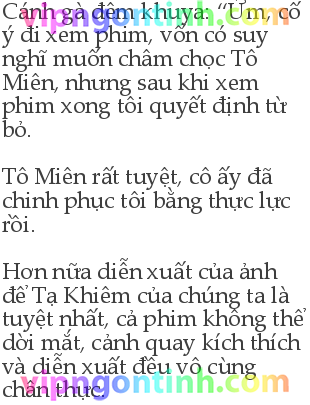 Cánh gà đêm khuya: “Ừm, cố
ý đi xem phim, vốn có suy
nghĩ muốn châm chọc Tô
Miên, nhưng sau khi xem
phim xong tôi quyết định từ
bỏ.
Tô Miên rất tuyệt, cô ấy đã
chinh phục tôi bằng thực lực
rồi.
Hơn nữa diễn xuất của ảnh
đế Tạ Khiêm của chúng ta là
tuyệt nhất, cả phim không thể
dời mắt, cảnh quay kích thích
và diễn xuất đều vô cùng
chân thực.
vipngontinh.com
vipngontinh.com